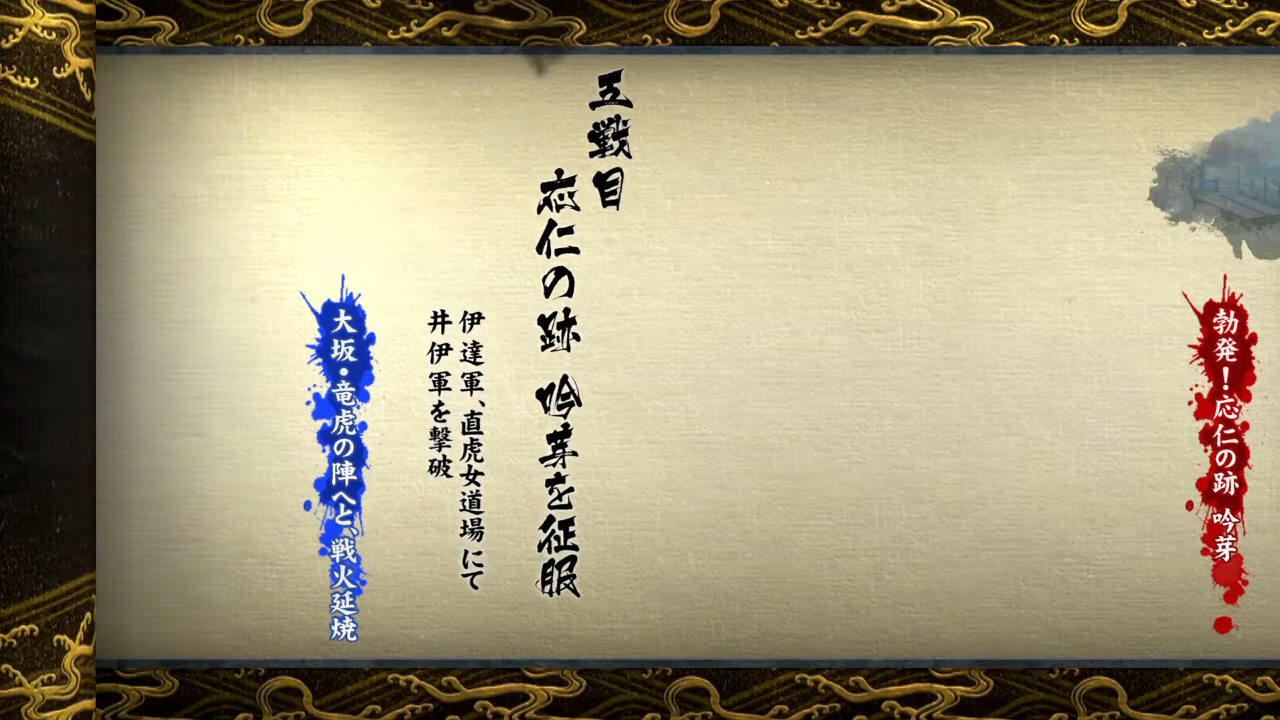 勃発！応仁の跡 吟芽
五戦目
応仁の跡 吟芽を征服
伊達軍、直虎女道場にて
井伊軍を撃破
大坂・竜虎の陣へと、戦火延焼